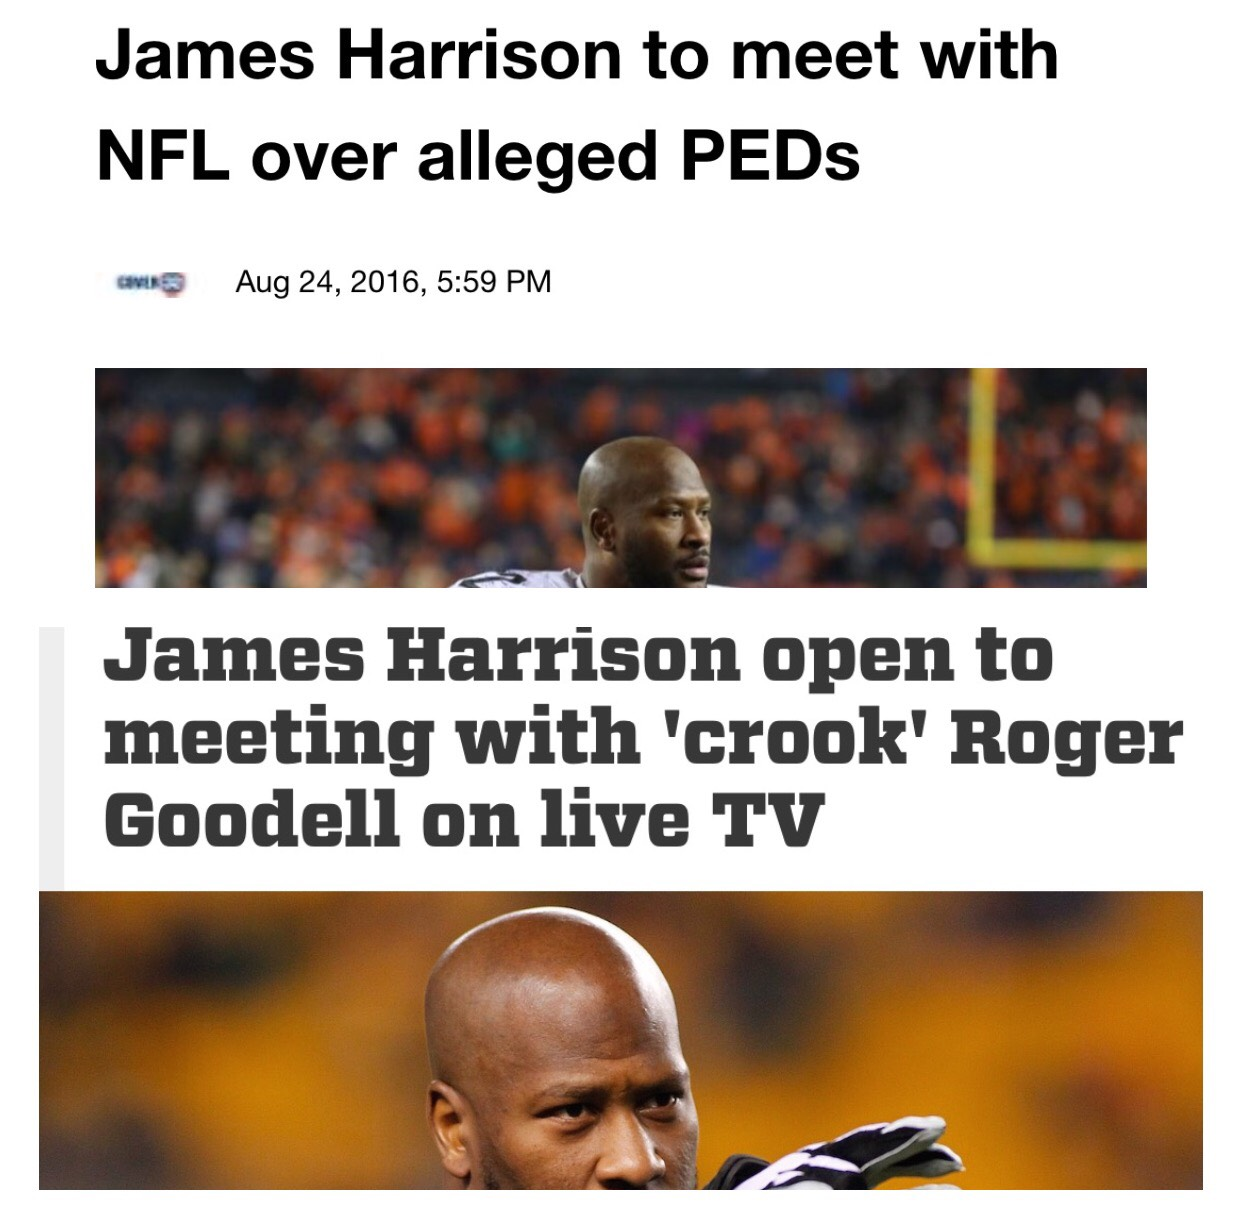 James Harrison to meet with
NFL over alleged PEDs
COVER
Aug 24, 2016, 5:59 PM
James Harrison open to
meeting with 'crook' Roger
Goodell on live TV